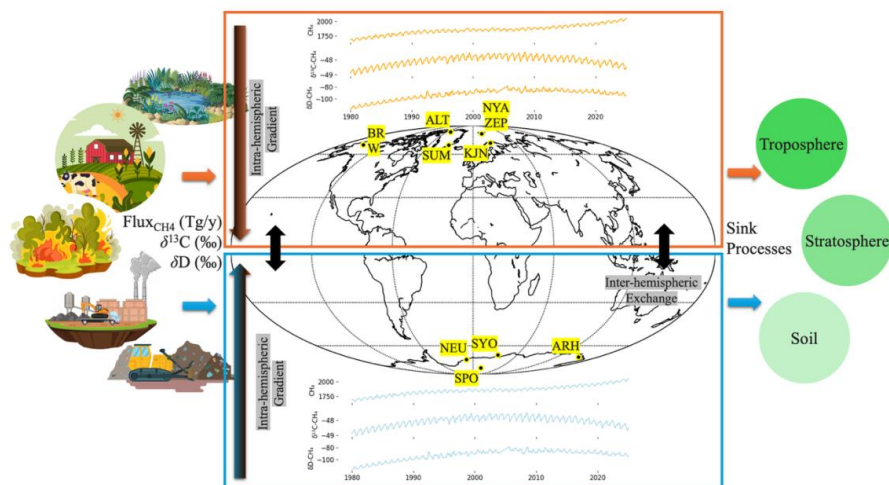 2000
CH₄
1750
−48
δ¹³C-CH₄
−49
−80
δD-CH₄
−100
1980
1990
2000
2010
2020
Intra-hemispheric
Gradient
NYA
ALT
ZEP
BR
W
SUM
KJN
Troposphere
FluxCH4 (Tg/y)
δ¹³C (‰)
δD (‰)
Sink
Processes
Stratosphere
Inter-hemispheric
Exchange
Soil
NEU
SYO
ARH
SPO
Intra-hemispheric
Gradient
2000
CH₄
1750
−48
δ¹³C-CH₄
−49
−80
δD-CH₄
−100
1980
1990
2000
2010
2020